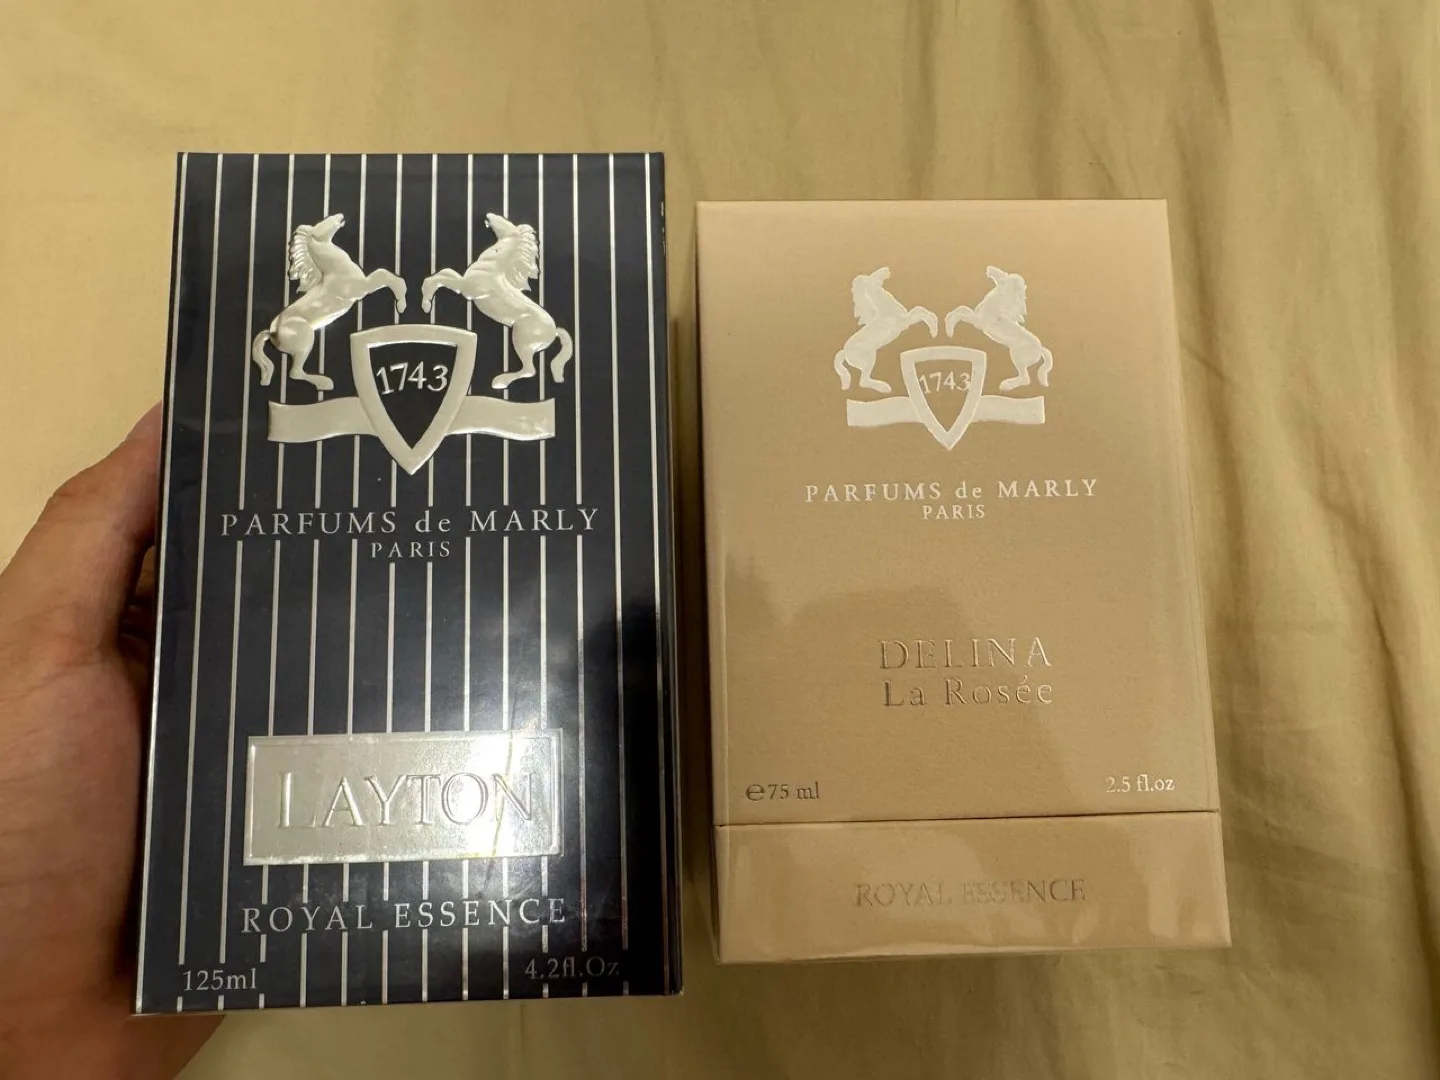 1743
PARFUMS de MARLY
PARIS
LAYTON
ROYAL ESSENCE
125ml
4.2fl.Oz
1743
PARFUMS de MARLY
PARIS
DELINA
La Rosée
℮75 ml
2.5 fl.oz
ROYAL ESSENCE